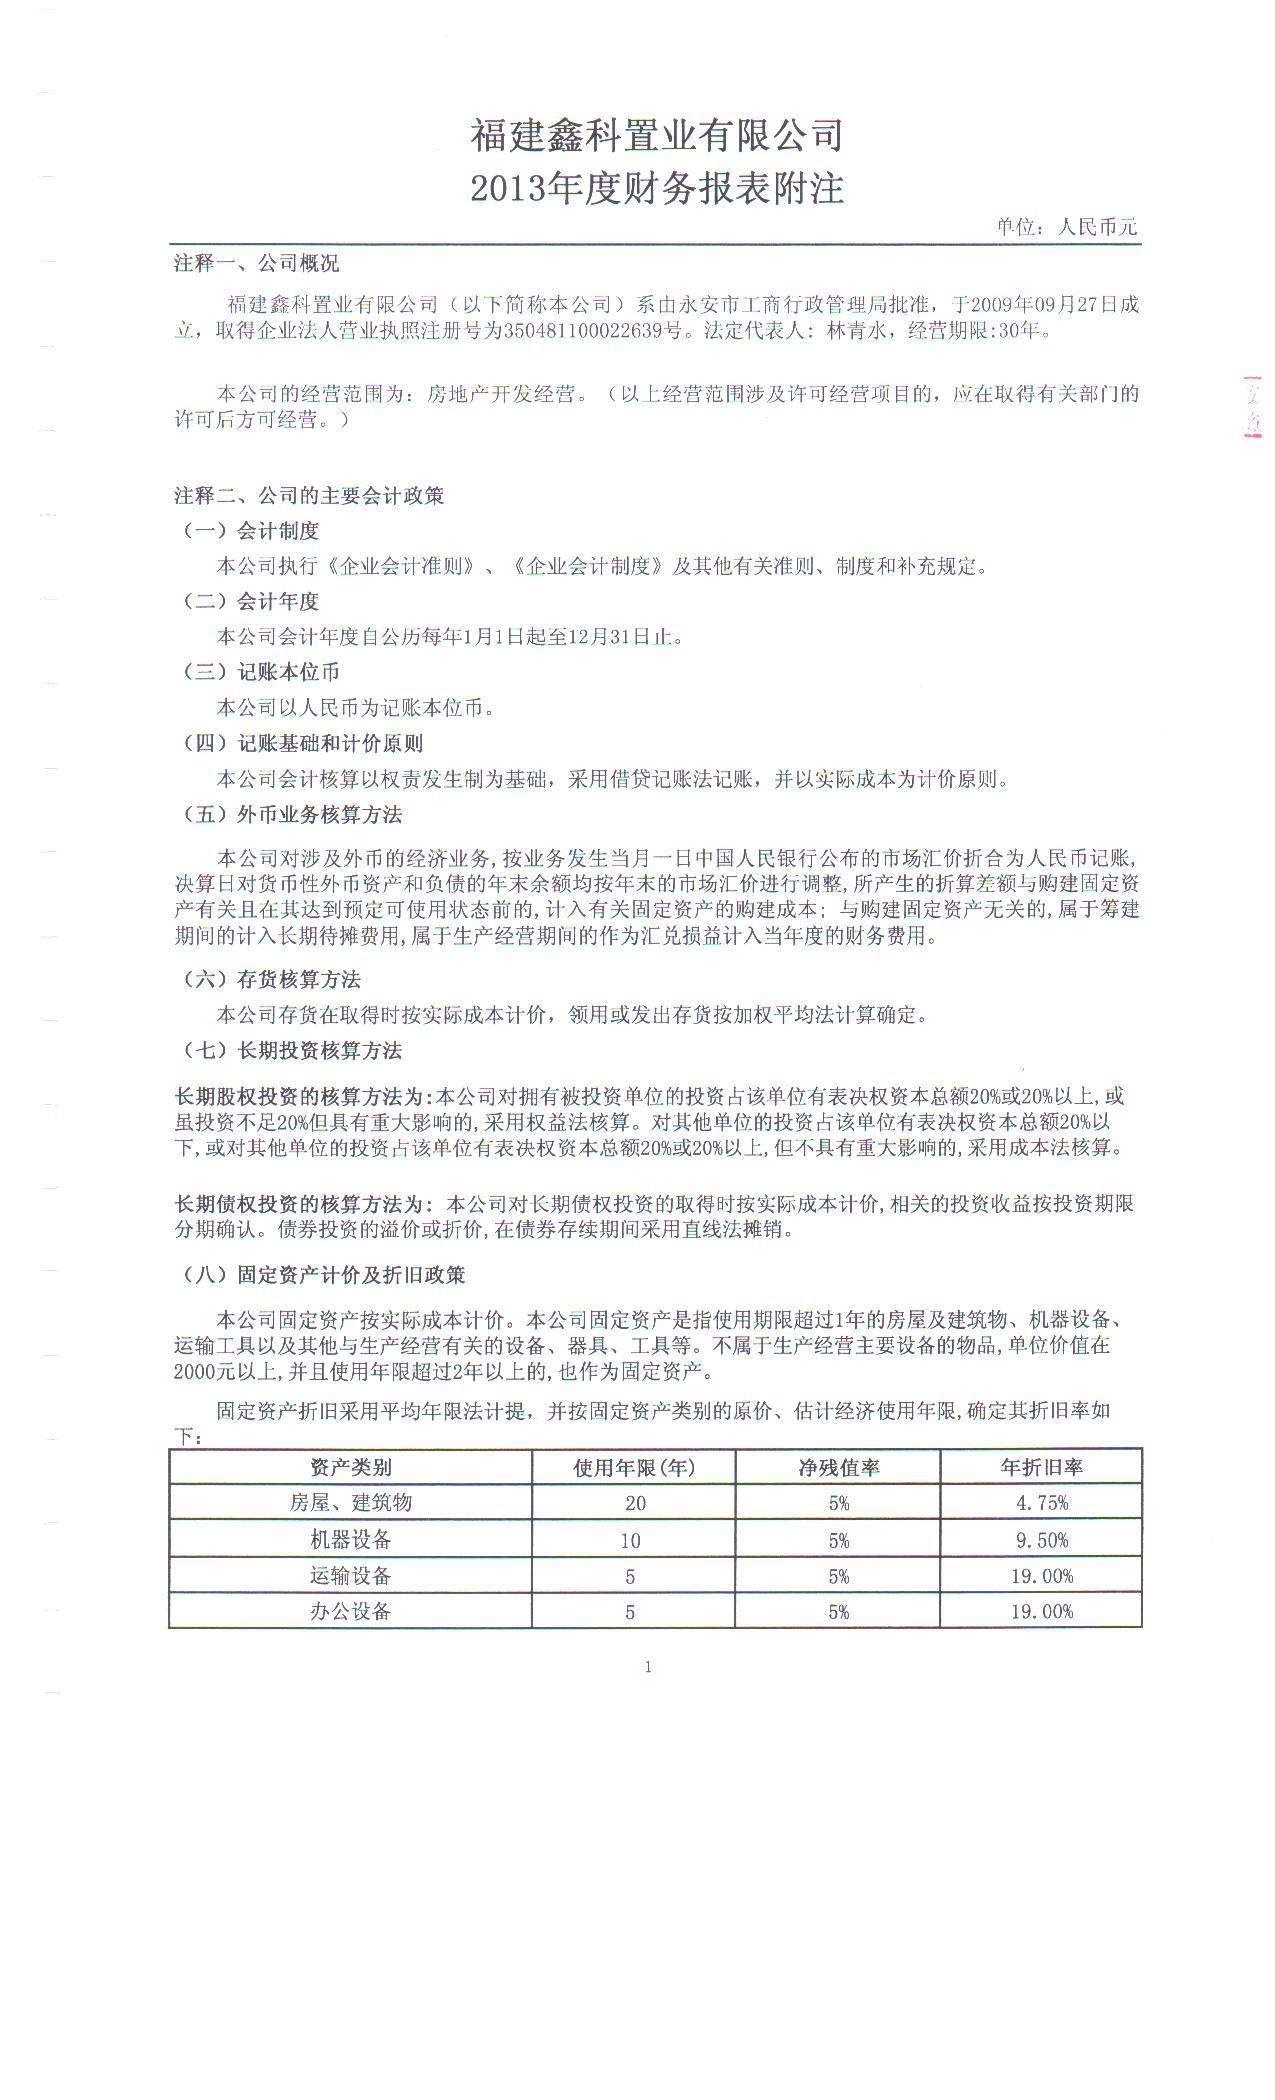 福建鑫科置业有限公司
2013年度财务报表附注
单位：人民币元
注释一、公司概况
福建鑫科置业有限公司（以下简称本公司）系由永安市工商行政管理局批准，于2009年09月27日成
立，取得企业法人营业执照注册号为350481100022639号。法定代表人: 林青水，经营期限:30年。
本公司的经营范围为：房地产开发经营。（以上经营范围涉及许可经营项目的，应在取得有关部门的
许可后方可经营。）
注释二、公司的主要会计政策
（一）会计制度
本公司执行《企业会计准则》、《企业会计制度》及其他有关准则、制度和补充规定。
（二）会计年度
本公司会计年度自公历每年1月1日起至12月31日止。
（三）记账本位币
本公司以人民币为记账本位币。
（四）记账基础和计价原则
本公司会计核算以权责发生制为基础，采用借贷记账法记账，并以实际成本为计价原则。
（五）外币业务核算方法
本公司对涉及外币的经济业务,按业务发生当月一日中国人民银行公布的市场汇价折合为人民币记账,
决算日对货币性外币资产和负债的年末余额均按年末的市场汇价进行调整,所产生的折算差额与购建固定资
产有关且在其达到预定可使用状态前的,计入有关固定资产的购建成本; 与购建固定资产无关的,属于筹建
期间的计入长期待摊费用,属于生产经营期间的作为汇兑损益计入当年度的财务费用。
（六）存货核算方法
本公司存货在取得时按实际成本计价，领用或发出存货按加权平均法计算确定。
（七）长期投资核算方法
长期股权投资的核算方法为:本公司对拥有被投资单位的投资占该单位有表决权资本总额20%或20%以上,或
虽投资不足20%但具有重大影响的,采用权益法核算。对其他单位的投资占该单位有表决权资本总额20%以
下,或对其他单位的投资占该单位有表决权资本总额20%或20%以上,但不具有重大影响的,采用成本法核算。
长期债权投资的核算方法为: 本公司对长期债权投资的取得时按实际成本计价,相关的投资收益按投资期限
分期确认。债券投资的溢价或折价,在债券存续期间采用直线法摊销。
（八）固定资产计价及折旧政策
本公司固定资产按实际成本计价。本公司固定资产是指使用期限超过1年的房屋及建筑物、机器设备、
运输工具以及其他与生产经营有关的设备、器具、工具等。不属于生产经营主要设备的物品,单位价值在
2000元以上,并且使用年限超过2年以上的,也作为固定资产。
固定资产折旧采用平均年限法计提，并按固定资产类别的原价、估计经济使用年限,确定其折旧率如
下:
资产类别 使用年限(年) 净残值率 年折旧率
房屋、建筑物 20 5% 4.75%
机器设备 10 5% 9.50%
运输设备 5 5% 19.00%
办公设备 5 5% 19.00%
1